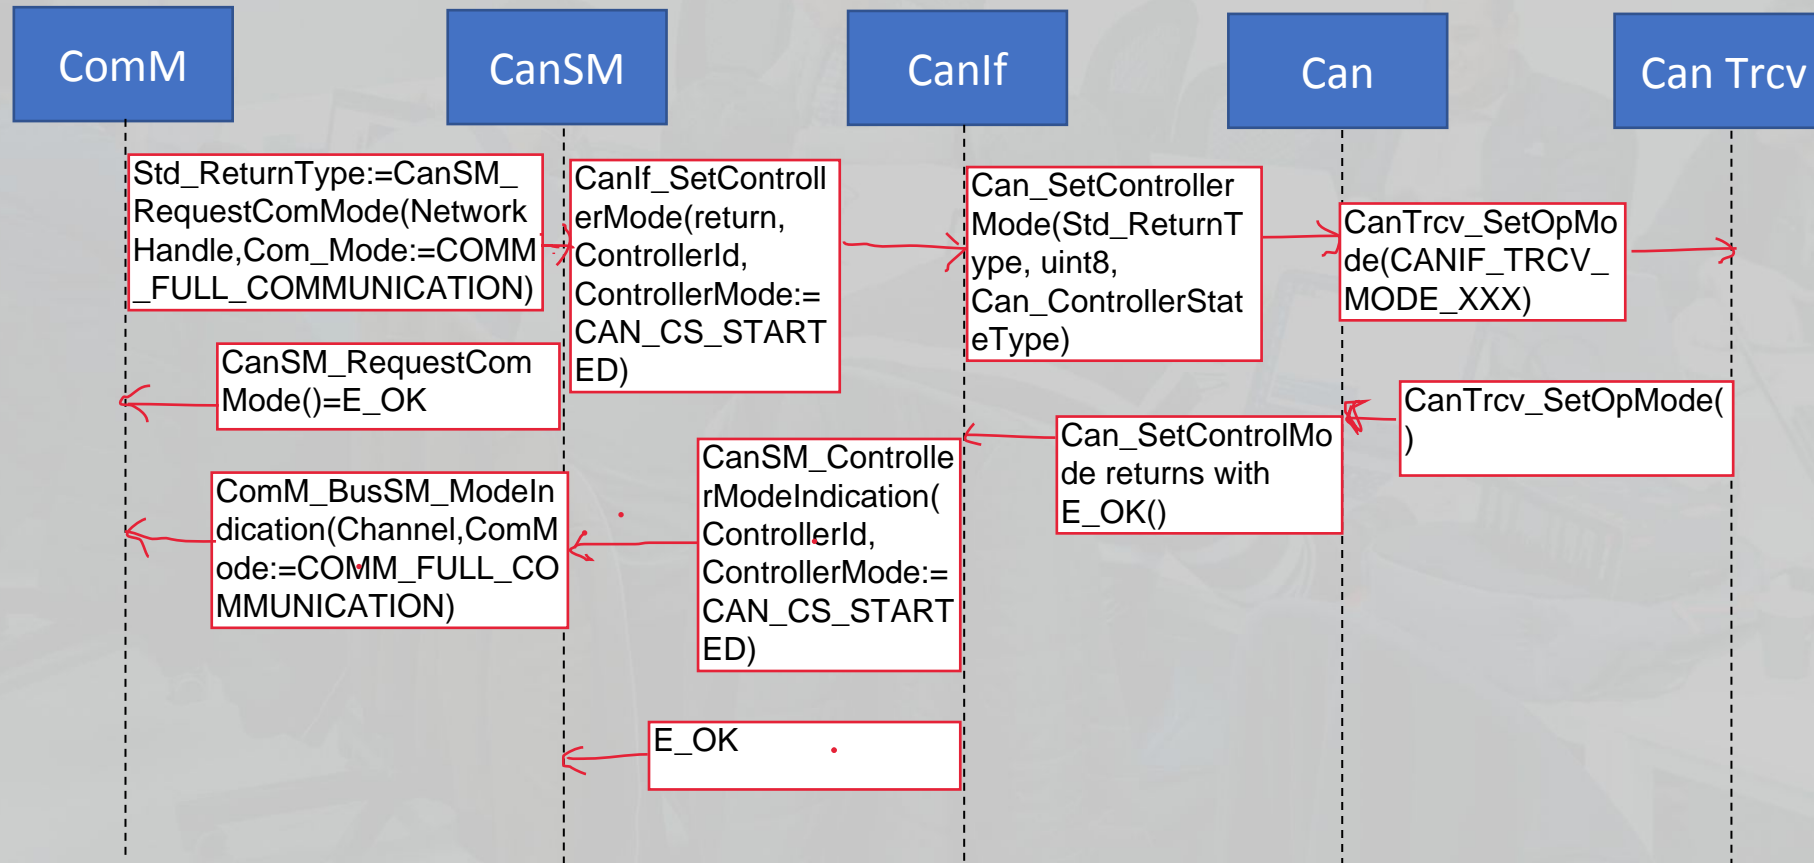 ComM
CanSM
CanIf
Can
Can Trcv
Std_ReturnType:=CanSM_
RequestComMode(Network
Handle,Com_Mode:=COMM
_FULL_COMMUNICATION)
CanIf_SetControll
erMode(return,
ControllerId,
ControllerMode:=
CAN_CS_START
ED)
Can_SetController
Mode(Std_ReturnT
ype, uint8,
Can_ControllerStat
eType)
CanTrcv_SetOpMo
de(CANIF_TRCV_
MODE_XXX)
CanSM_RequestCom
Mode()=E_OK
CanTrcv_SetOpMode(
)
Can_SetControlMo
de returns with
E_OK()
CanSM_Controlle
rModeIndication(
ControllerId,
ControllerMode:=
CAN_CS_START
ED)
ComM_BusSM_ModeIn
dication(Channel,ComM
ode:=COMM_FULL_CO
MMUNICATION)
E_OK